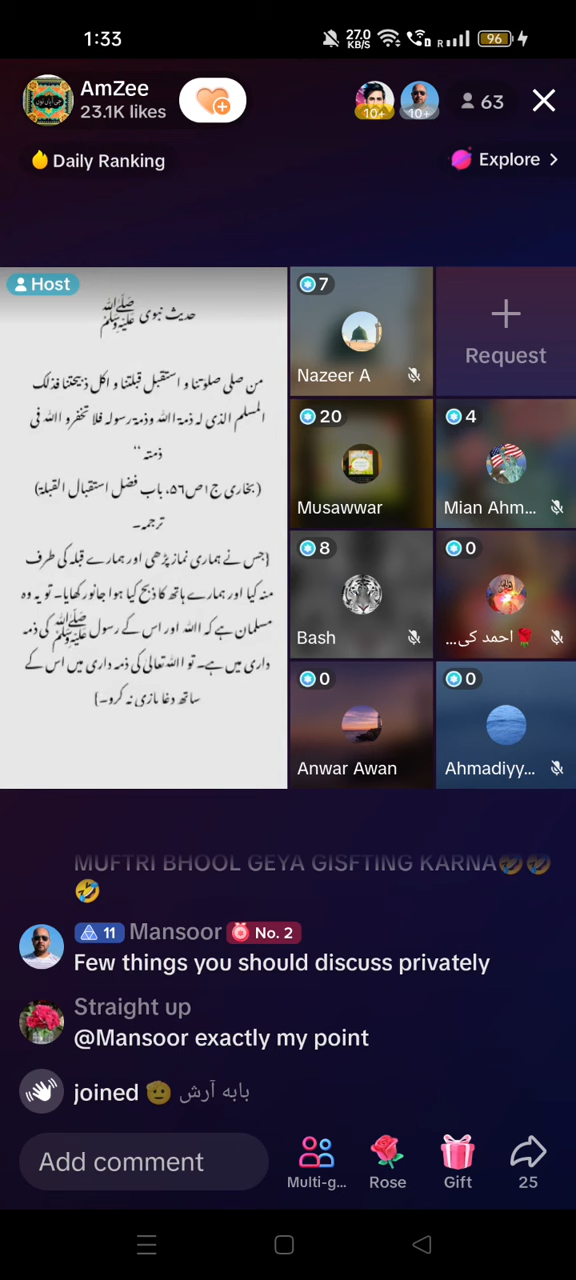 1:33
27.0
KB/S
R
96
AmZee
23.1K likes
10+
10+
63
Daily Ranking
Explore >
Host
حدیث نبوی ﷺ
من صلی صلوٰتنا و استقبل قبلتنا و اکل ذبیحتنا فذلک
المسلم الذی لہ ذمۃ اللہ وذمۃ رسولہ فلا تخفرو اللہ فی
ذمتہ‘‘
(بخاری ج ۱ ص ۵۶، باب فضل استقبال القبلۃ)
ترجمہ۔
{جس نے ہماری نماز پڑھی اور ہمارے قبلہ کی طرف
منہ کیا اور ہمارے ہاتھ کا ذبح کیا ہوا جانور کھایا۔ تو یہ وہ
مسلمان ہے کہ اللہ اور اس کے رسول ﷺ کی ذمہ
داری میں ہے۔ تو اللہ تعالیٰ کی ذمہ داری میں اس کے
ساتھ دغا بازی نہ کرو۔}
7
Nazeer A
Request
20
Musawwar
4
Mian Ahm...
8
Bash
0
🌹احمد کی...
0
Anwar Awan
0
Ahmadiyy...
MUFTRI BHOOL GEYA GISFTING KARNA🤣🤣
🤣
11 Mansoor No. 2
Few things you should discuss privately
Straight up
@Mansoor exactly my point
joined 🫡 بابه آرش
Add comment
Multi-g...
Rose
Gift
25